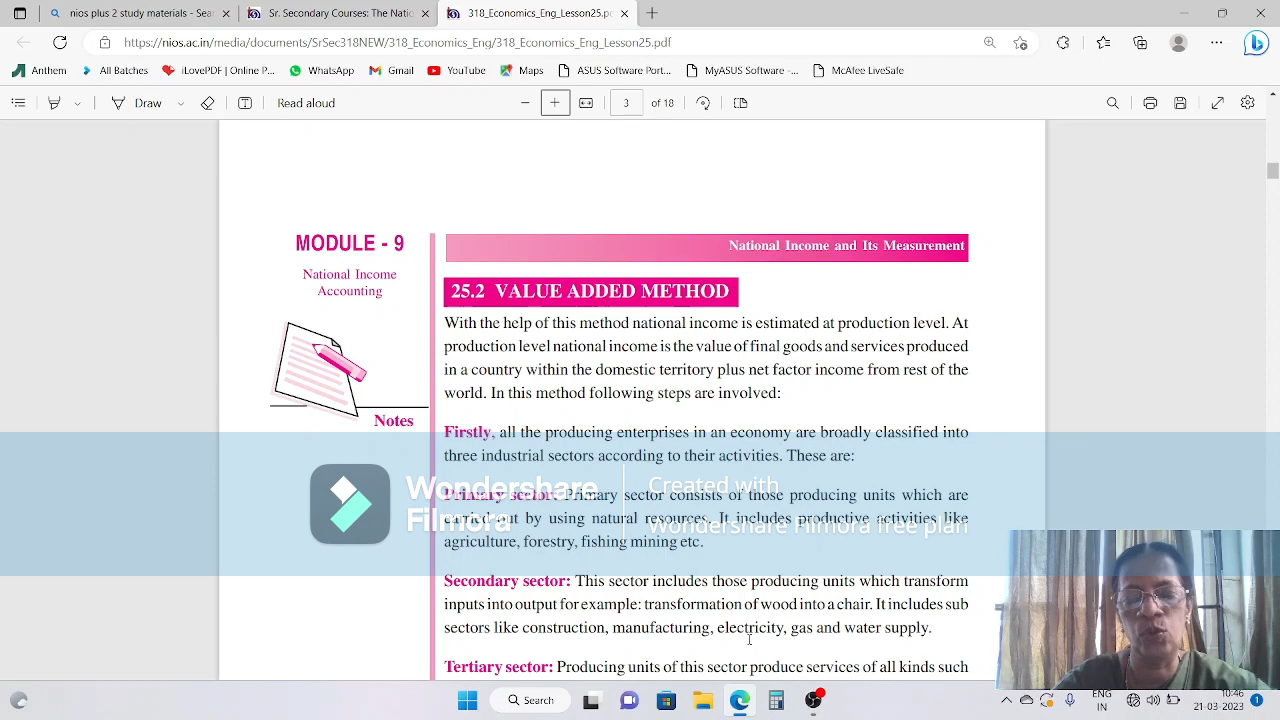 nios plus 2 study materials - Sea
Sr. Secondary Courses: The Natio
318_Economics_Eng_Lesson25.pd
https://nios.ac.in/media/documents/SrSec318NEW/318_Economics_Eng/318_Economics_Eng_Lesson25.pdf
Anthem
All Batches
iLovePDF | Online P...
WhatsApp
Gmail
YouTube
Maps
ASUS Software Port...
MyASUS Software -...
McAfee LiveSafe
Draw
Read aloud
3
of 18
MODULE - 9
National Income
Accounting
Notes
National Income and Its Measurement
25.2 VALUE ADDED METHOD
With the help of this method national income is estimated at production level. At
production level national income is the value of final goods and services produced
in a country within the domestic territory plus net factor income from rest of the
world. In this method following steps are involved:
Firstly, all the producing enterprises in an economy are broadly classified into
three industrial sectors according to their activities. These are:
Primary sector: Primary sector consists of those producing units which are
carried out by using natural resources. It includes productive activities like
agriculture, forestry, fishing mining etc.
Wondershare
Filmora
Created with
Wondershare Filmora free plan
Secondary sector: This sector includes those producing units which transform
inputs into output for example: transformation of wood into a chair. It includes sub
sectors like construction, manufacturing, electricity, gas and water supply.
Tertiary sector: Producing units of this sector produce services of all kinds such
Search
ENG
IN
10:46
21-03-2023
1